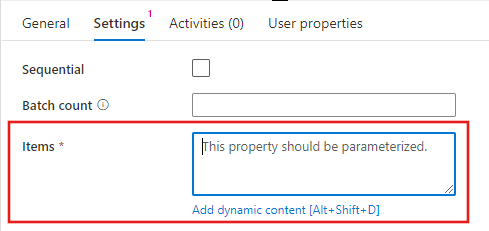 General Settings 1 Activities (0) User properties
Sequential
Batch count ⓘ
Items *
This property should be parameterized.
Add dynamic content [Alt+Shift+D]